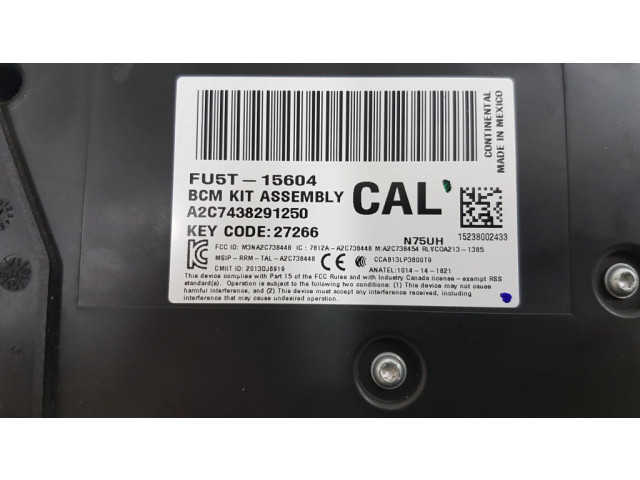 CONTINENTAL
MADE IN MEXICO
FU5T-15604
BCM KIT ASSEMBLY
CAL
A2C7438291250
KEY CODE:27266
N75UH
15238002433
FCC ID: M3NA2C738448 IC: 7812A-A2C738448 M:A2C738454 RLVCOA213-1385
MSIP-RRM-TAL-A2C738448
CCAB13LP3800T9
CMIIT ID: 2013DJ6919
ANATEL:1014-14-1821
This device complies with Part 15 of the FCC Rules and with Industry Canada license-exempt RSS
standard(s). Operation is subject to the following two conditions: (1) This device may not cause
harmful interference, and (2) This device must accept any interference received, including
interference that may cause undesired operation.